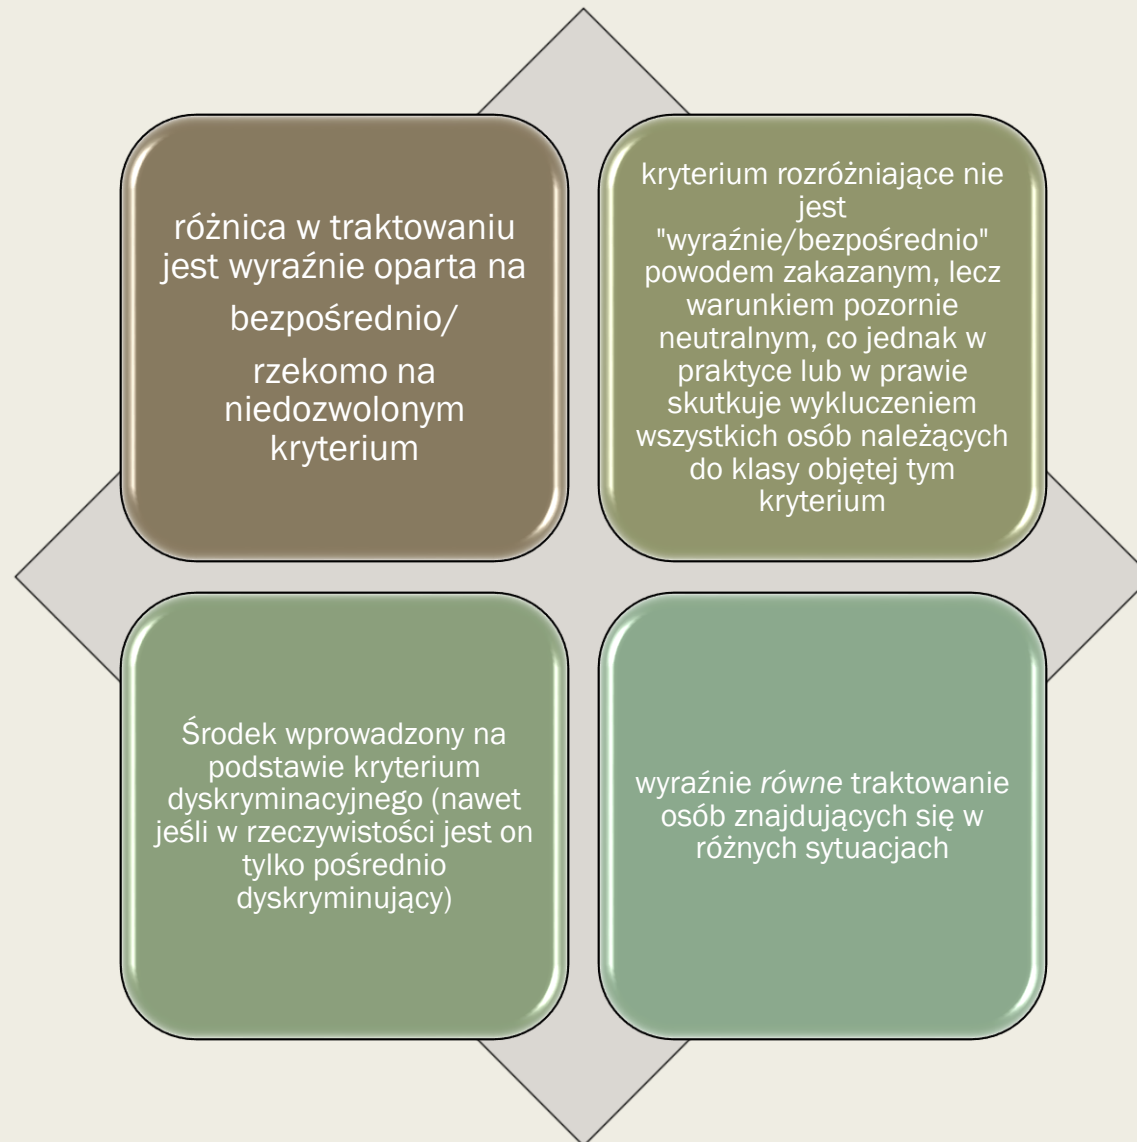 różnica w traktowaniu
jest wyraźnie oparta na
bezpośrednio/
rzekomo na
niedozwolonym
kryterium
kryterium rozróżniające nie
jest
"wyraźnie/bezpośrednio"
powodem zakazanym, lecz
warunkiem pozornie
neutralnym, co jednak w
praktyce lub w prawie
skutkuje wykluczeniem
wszystkich osób należących
do klasy objętej tym
kryterium
Środek wprowadzony na
podstawie kryterium
dyskryminacyjnego (nawet
jeśli w rzeczywistości jest on
tylko pośrednio
dyskryminujący)
wyraźnie równe traktowanie
osób znajdujących się w
różnych sytuacjach